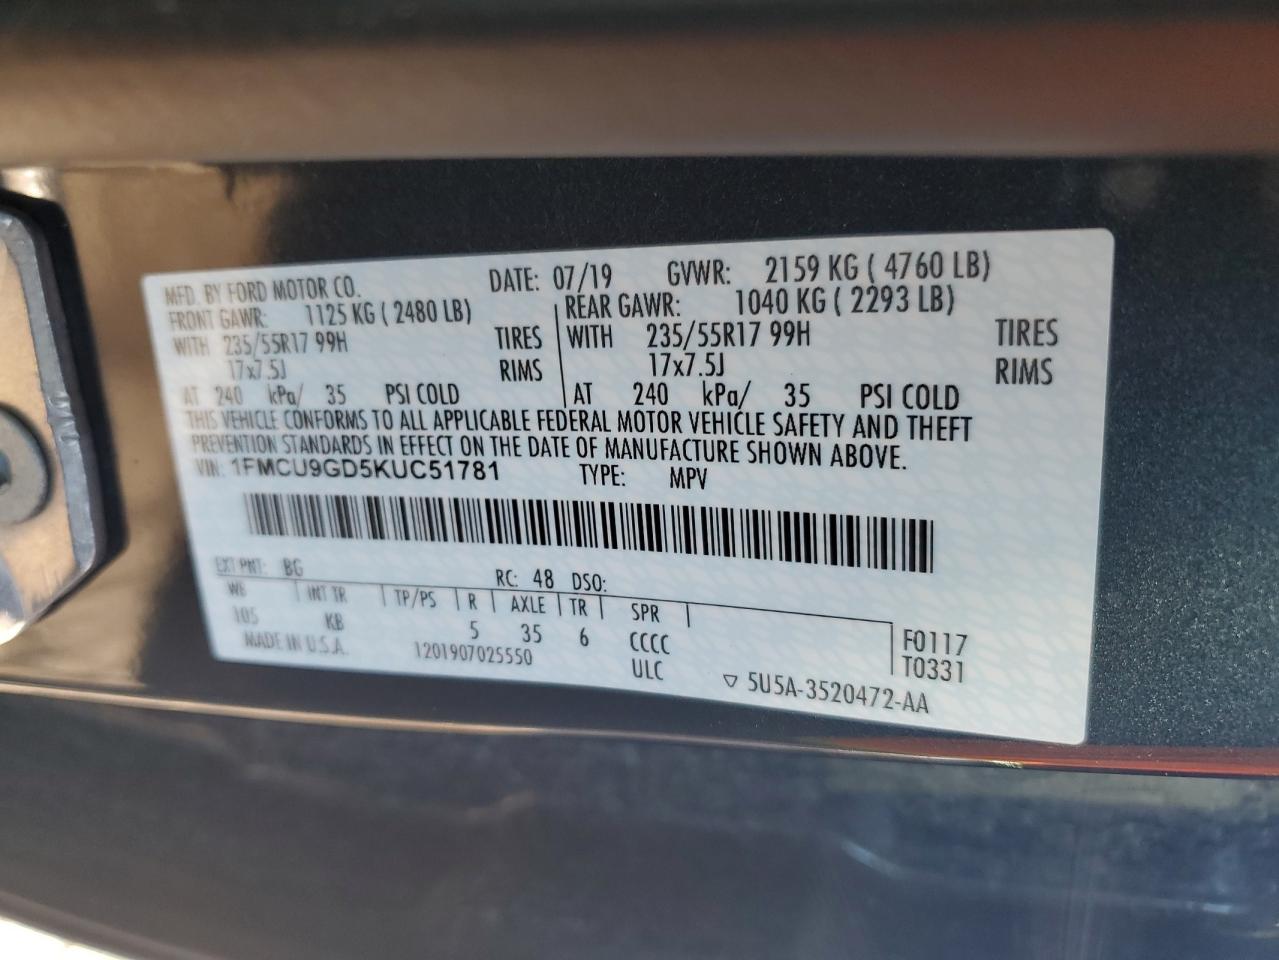 MFD. BY FORD MOTOR CO. DATE: 07/19 GVWR: 2159 KG ( 4760 LB)
FRONT GAWR: 1125 KG ( 2480 LB) REAR GAWR: 1040 KG ( 2293 LB)
WITH 235/55R17 99H TIRES WITH 235/55R17 99H TIRES
17x7.5J RIMS 17x7.5J RIMS
AT 240 kPa/ 35 PSI COLD AT 240 kPa/ 35 PSI COLD
THIS VEHICLE CONFORMS TO ALL APPLICABLE FEDERAL MOTOR VEHICLE SAFETY AND THEFT
PREVENTION STANDARDS IN EFFECT ON THE DATE OF MANUFACTURE SHOWN ABOVE.
VIN: 1FMCU9GD5KUC51781 TYPE: MPV
EXT PNT: BG RC: 48 DSO:
WB INT TR TP/PS R AXLE TR SPR
105 KB 5 35 6 CCCC F0117
MADE IN U.S.A. 1201907025550 ULC T0331
5U5A-3520472-AA